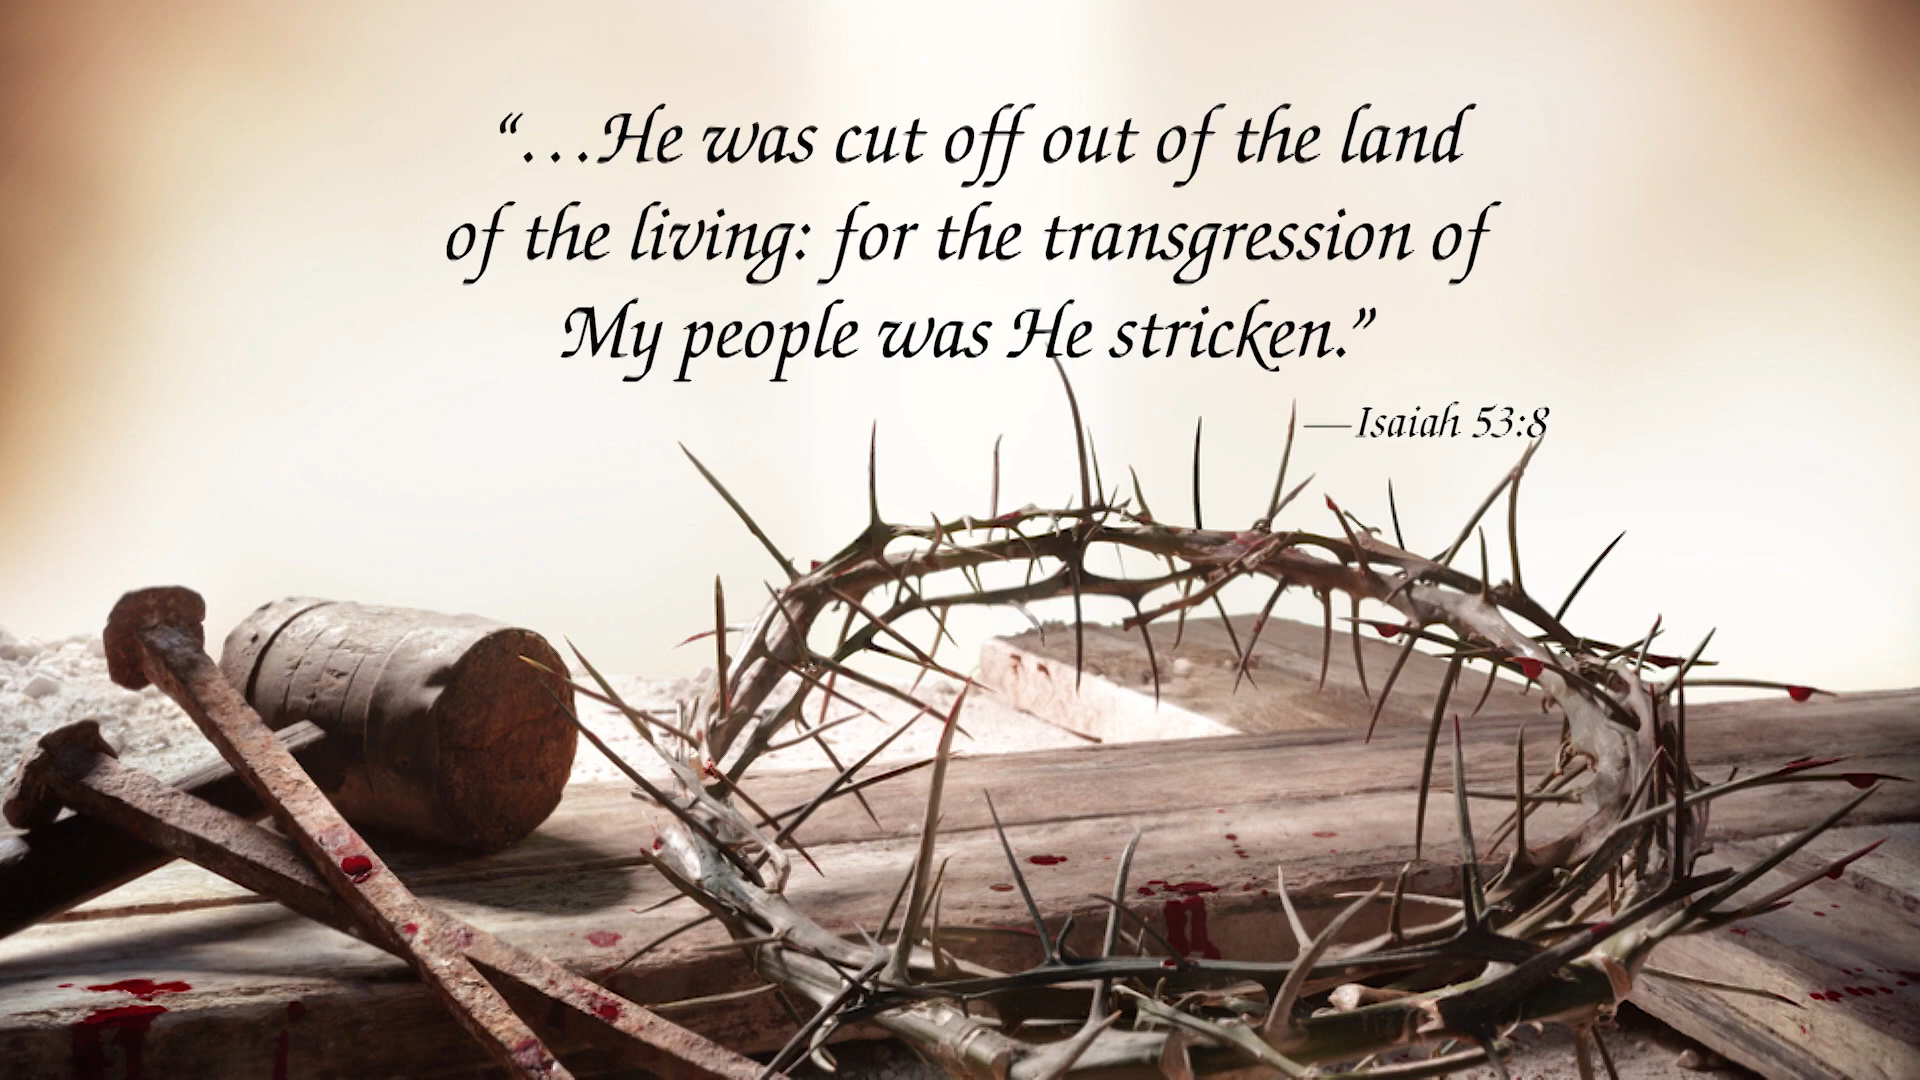 “…He was cut off out of the land
of the living: for the transgression of
My people was He stricken.”
—Isaiah 53:8